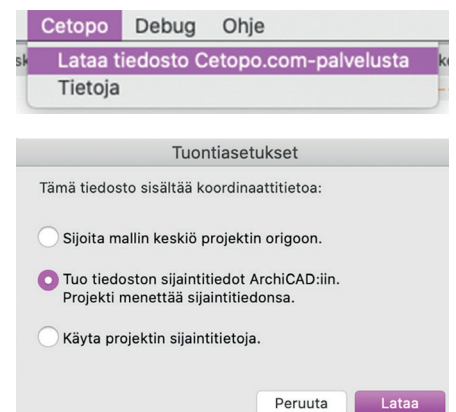 Cetopo Debug Ohje
Lataa tiedosto Cetopo.com-palvelusta
Tietoja
Tuontiasetukset
Tämä tiedosto sisältää koordinaattitietoa:
Sijoita mallin keskiö projektin origoon.
Tuo tiedoston sijaintitiedot ArchiCAD:iin.
Projekti menettää sijaintitiedonsa.
Käyta projektin sijaintitietoja.
Peruuta Lataa